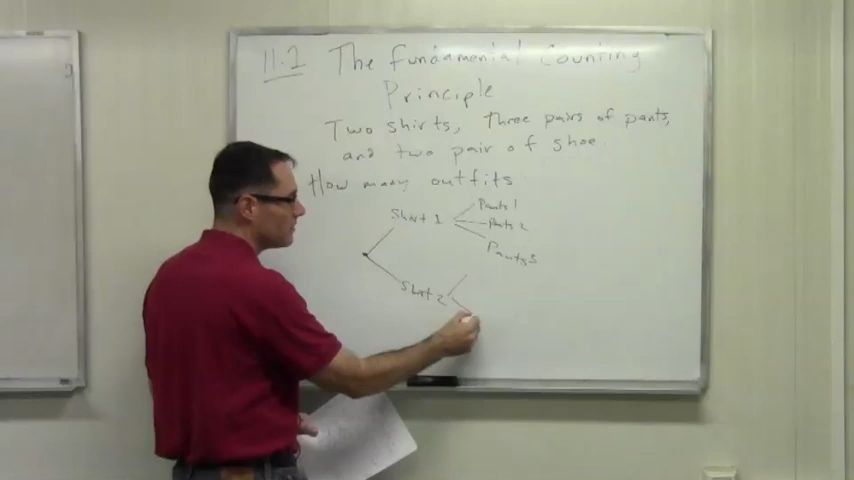 11.1 The Fundamental Counting
Principle
Two shirts, Three pairs of pants,
and two pair of shoe.
How many outfits
Shirt 1
Pants 1
Pants 2
Pants 3
Shirt 2